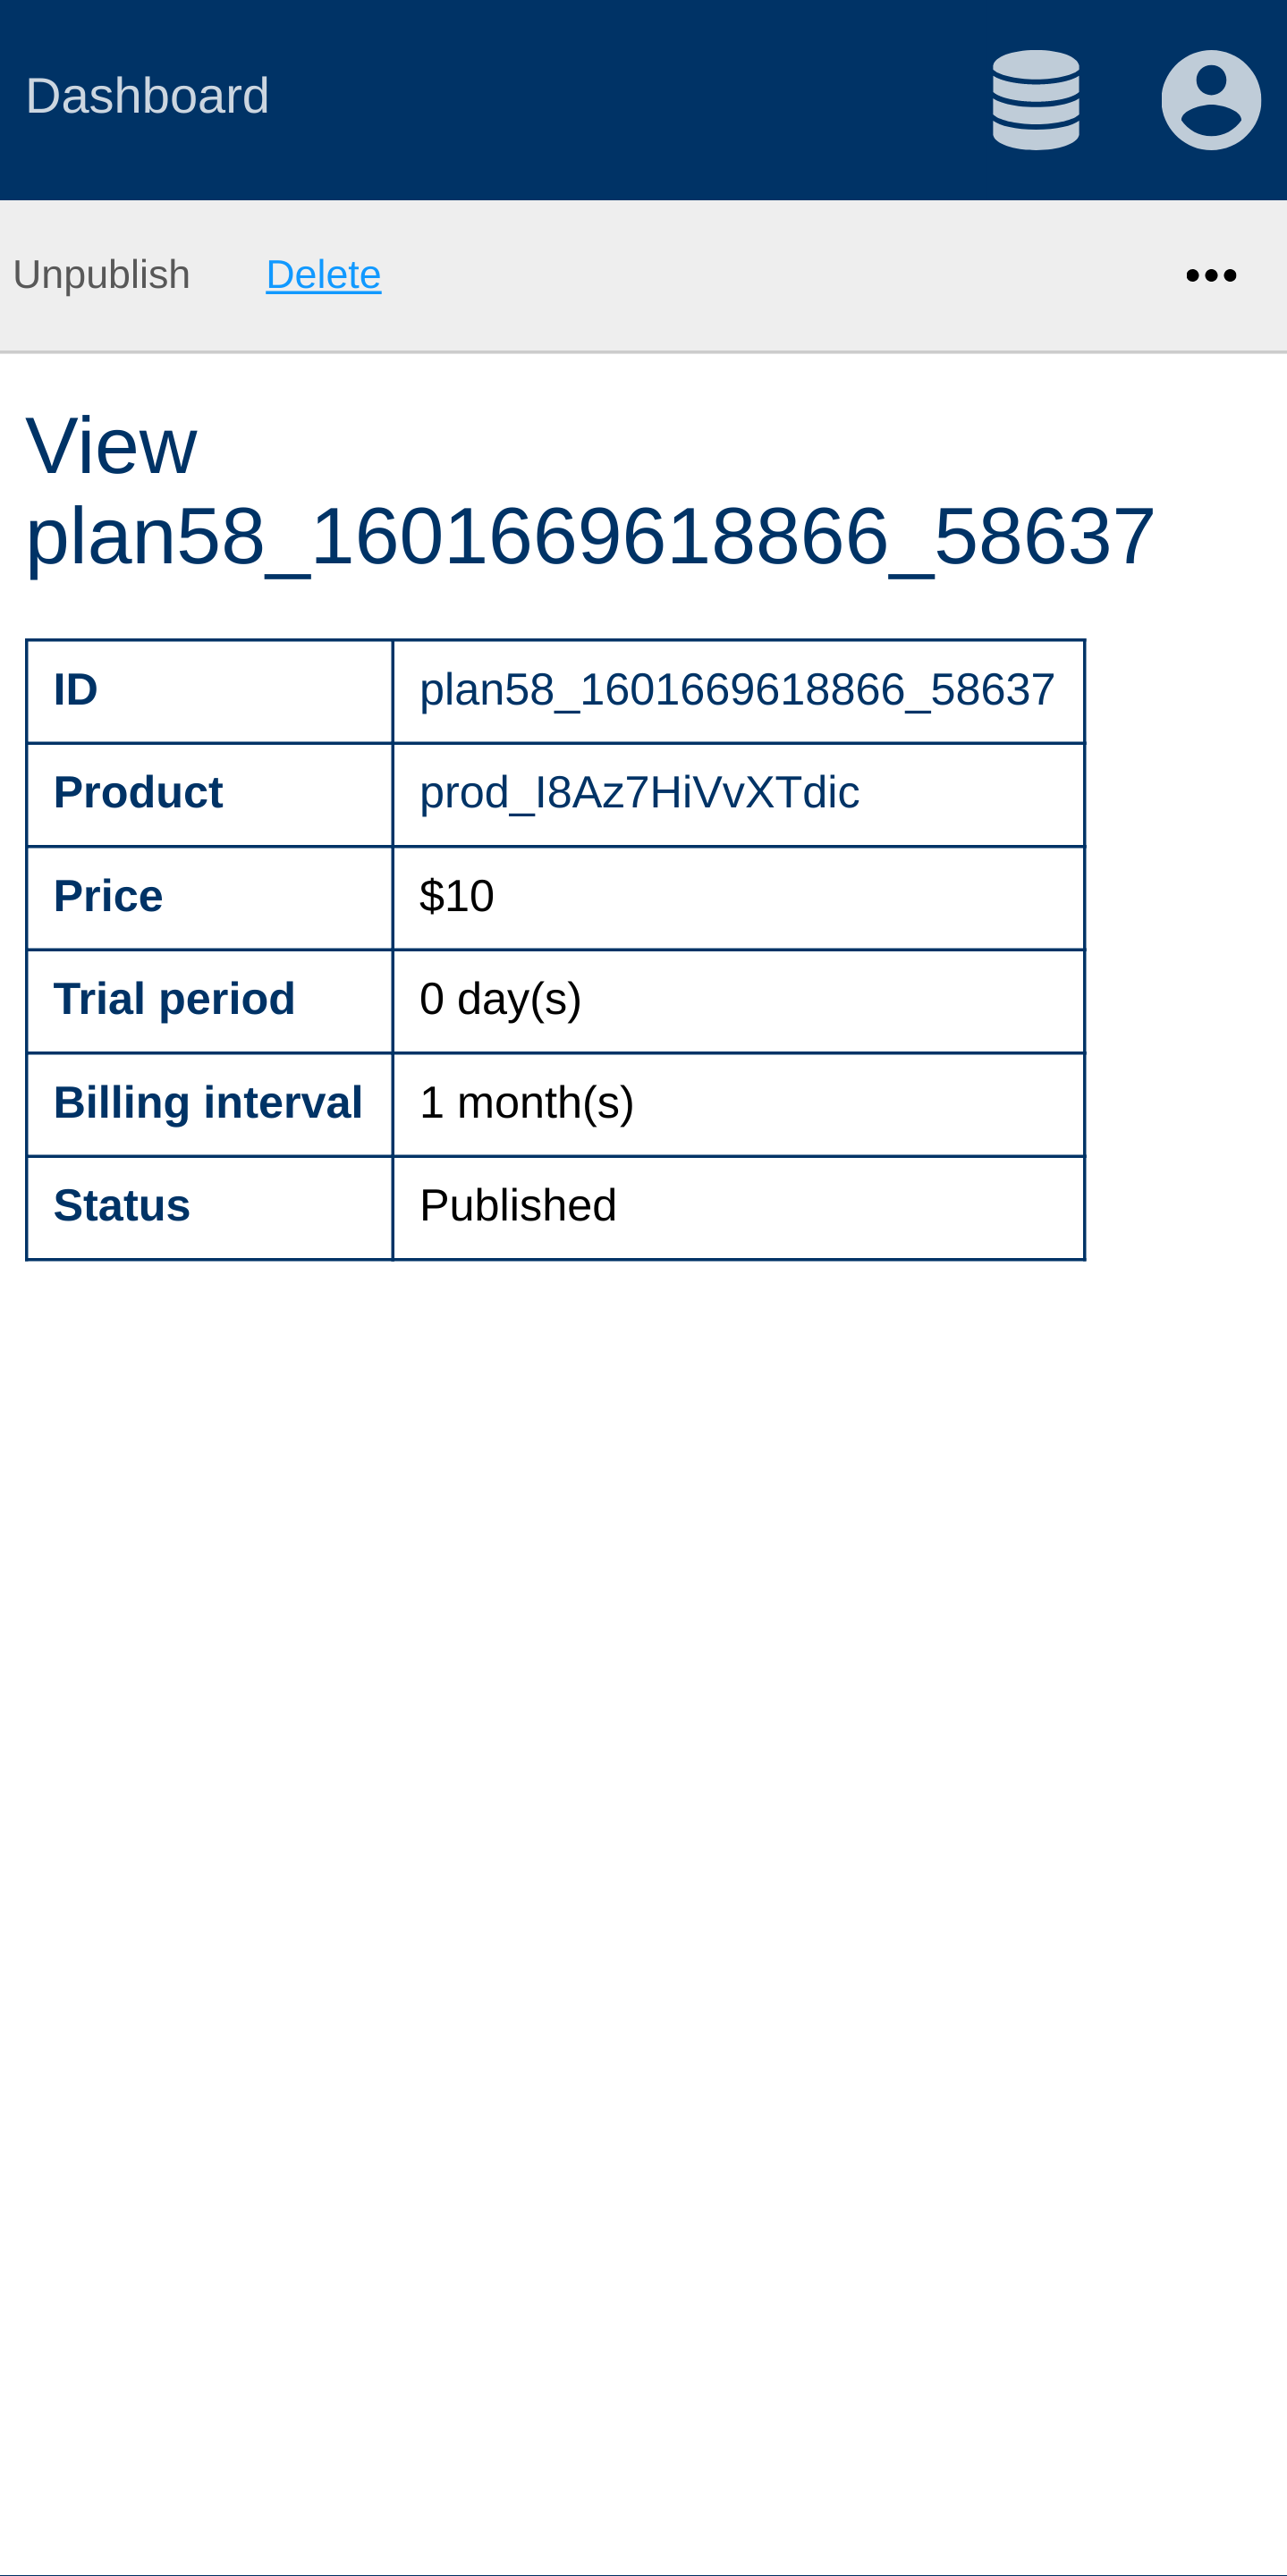 Dashboard
Unpublish Delete
View
plan58_1601669618866_58637
ID plan58_1601669618866_58637
Product prod_I8Az7HiVvXTdic
Price $10
Trial period 0 day(s)
Billing interval 1 month(s)
Status Published